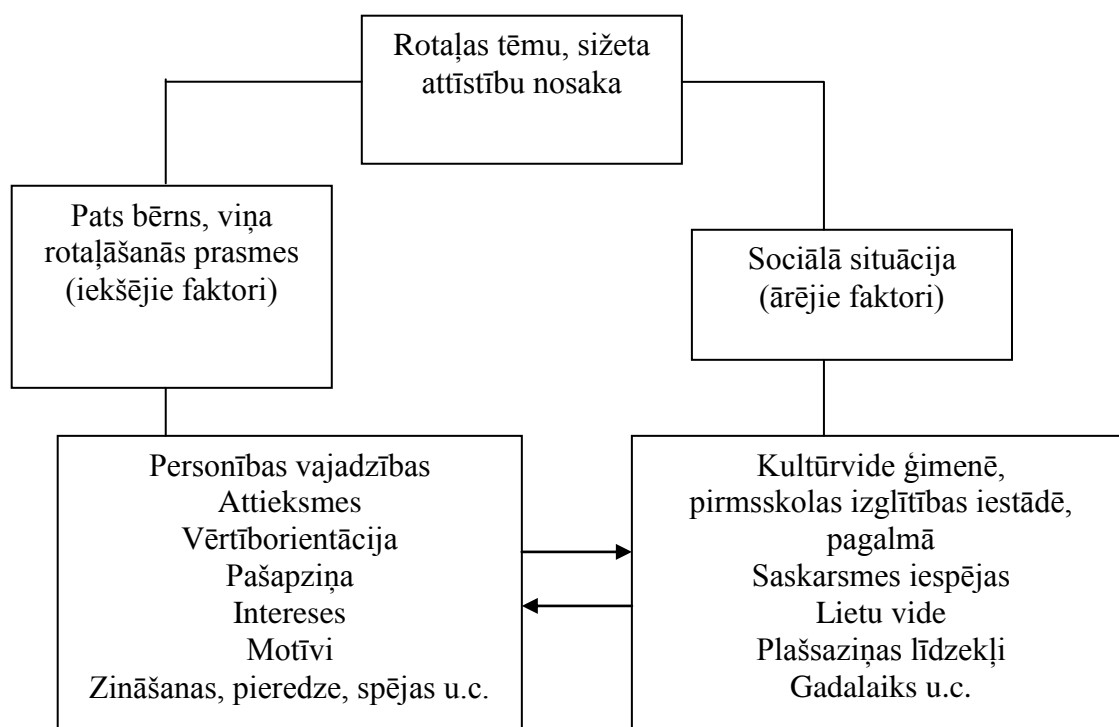 Rotaļas tēmu, sižeta
attīstību nosaka
Pats bērns, viņa
rotaļāšanās prasmes
(iekšējie faktori)
Sociālā situācija
(ārējie faktori)
Personības vajadzības
Attieksmes
Vērtīborientācija
Pašapziņa
Intereses
Motīvi
Zināšanas, pieredze, spējas u.c.
Kultūrvide ģimenē,
pirmsskolas izglītības iestādē,
pagalmā
Saskarsmes iespējas
Lietu vide
Plašsaziņas līdzekļi
Gadalaiks u.c.